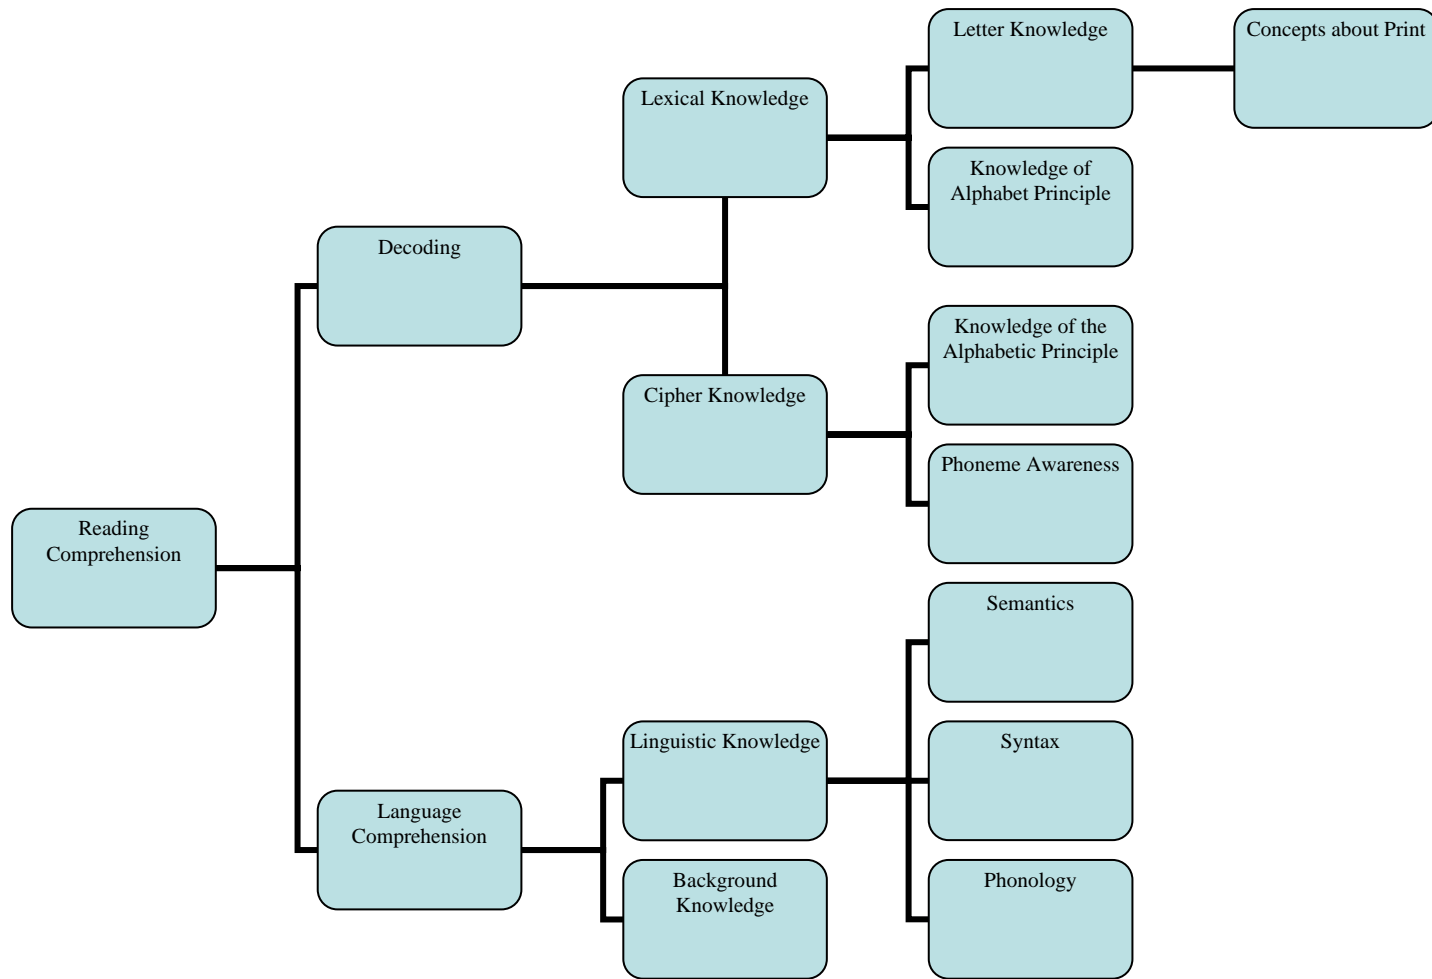 Letter Knowledge
Concepts about Print
Lexical Knowledge
Knowledge of
Alphabet Principle
Decoding
Knowledge of the
Alphabetic Principle
Cipher Knowledge
Phoneme Awareness
Reading
Comprehension
Semantics
Linguistic Knowledge
Syntax
Language
Comprehension
Background
Knowledge
Phonology